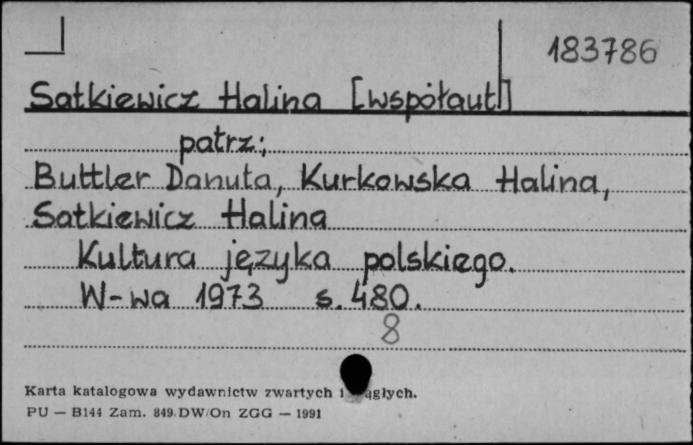 183786
Satkiewicz Halina [współaut]
patrz:
Buttler Danuta, Kurkowska Halina,
Satkiewicz Halina
Kultura języka polskiego.
W-wa 1973 s. 480.
8
Karta katalogowa wydawnictw zwartych i
PU — B144 Zam. 849/DW/On ZGG — 1991